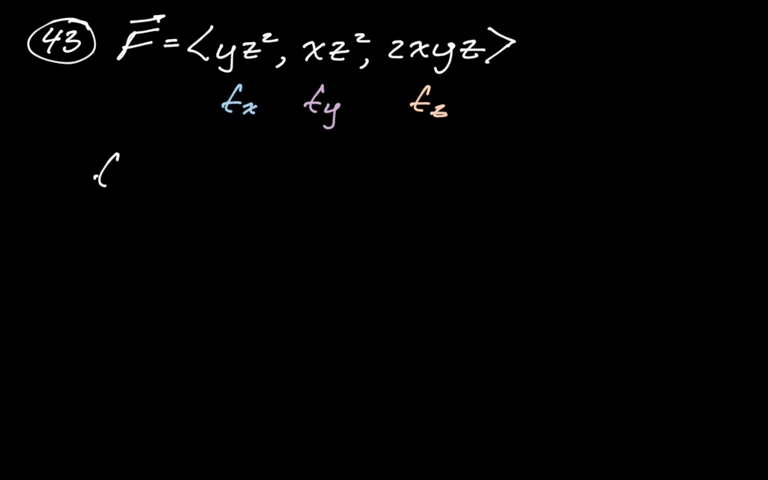 43 F⃗ = <yz², xz², 2xyz>
fx fy fz
f